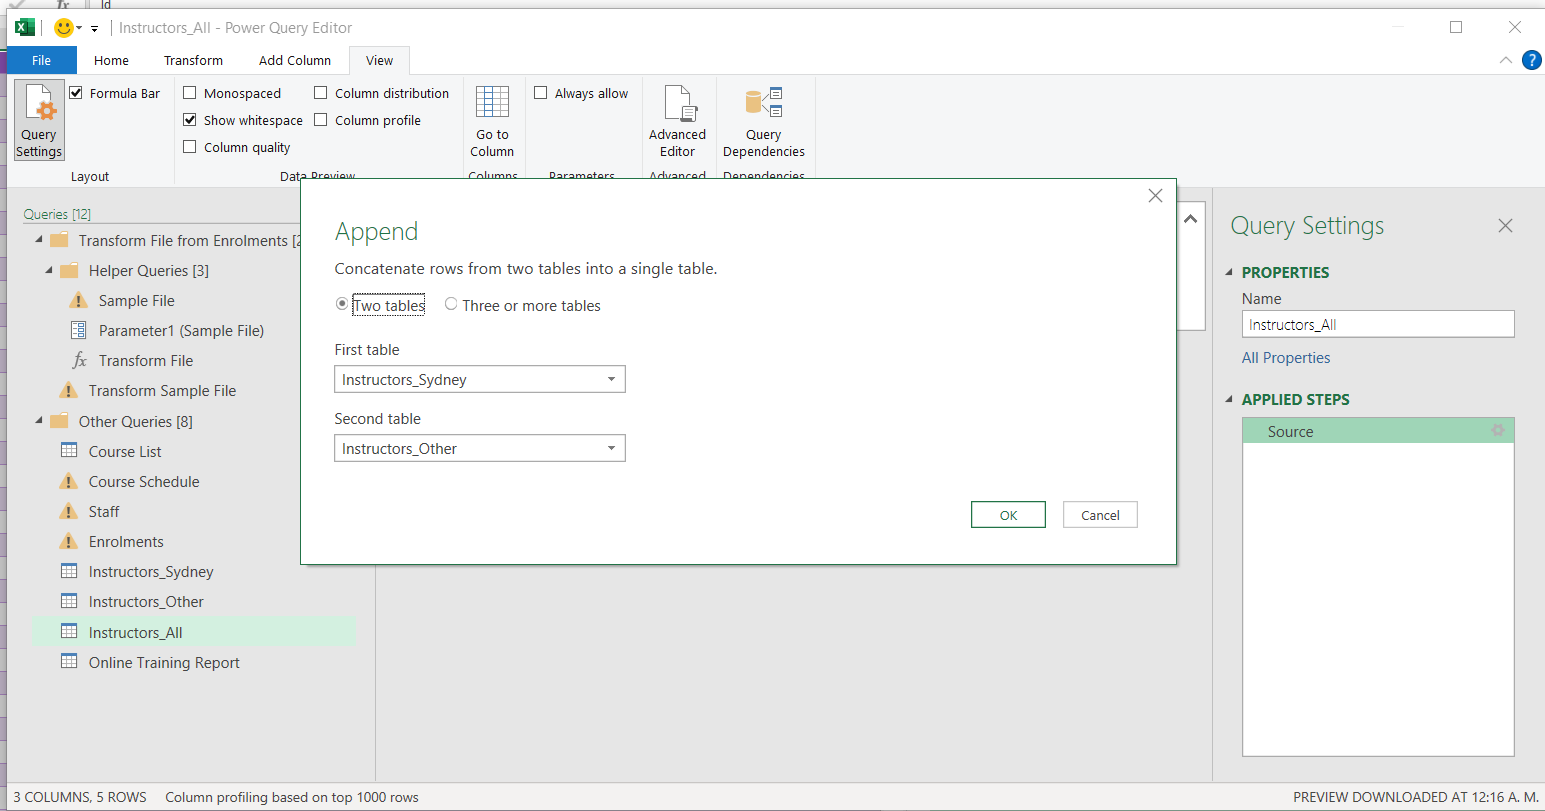 Id
Instructors_All - Power Query Editor
File
Home
Transform
Add Column
View
?
Query
Settings
Formula Bar
Layout
Monospaced
Show whitespace
Column quality
Column distribution
Column profile
Data Preview
Go to
Column
Columns
Always allow
Parameters
Advanced
Editor
Advanced
Query
Dependencies
Dependencies
Queries [12]
Transform File from Enrolments [2
Helper Queries [3]
Sample File
Parameter1 (Sample File)
fx Transform File
Transform Sample File
Other Queries [8]
Course List
Course Schedule
Staff
Enrolments
Instructors_Sydney
Instructors_Other
Instructors_All
Online Training Report
Append
Concatenate rows from two tables into a single table.
Two tables
Three or more tables
First table
Instructors_Sydney
Second table
Instructors_Other
OK
Cancel
Query Settings
PROPERTIES
Name
Instructors_All
All Properties
APPLIED STEPS
Source
3 COLUMNS, 5 ROWS
Column profiling based on top 1000 rows
PREVIEW DOWNLOADED AT 12:16 A. M.